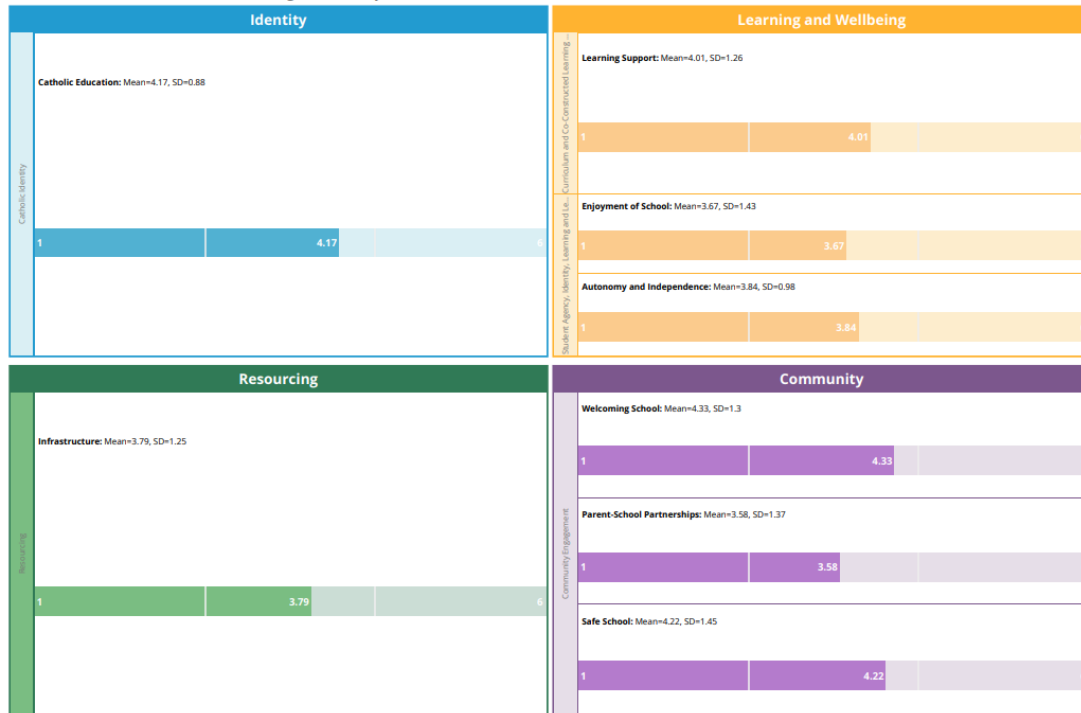 Identity
Catholic Identity
Catholic Education: Mean=4.17, SD=0.88
1 4.17 6
Learning and Wellbeing
Curriculum and Co-Constructed Learning ...
Learning Support: Mean=4.01, SD=1.26
1 4.01
Student Agency, Identity, Learning and Le...
Enjoyment of School: Mean=3.67, SD=1.43
1 3.67
Autonomy and Independence: Mean=3.84, SD=0.98
1 3.84
Resourcing
Resourcing
Infrastructure: Mean=3.79, SD=1.25
1 3.79 6
Community
Community Engagement
Welcoming School: Mean=4.33, SD=1.3
1 4.33
Parent-School Partnerships: Mean=3.58, SD=1.37
1 3.58
Safe School: Mean=4.22, SD=1.45
1 4.22